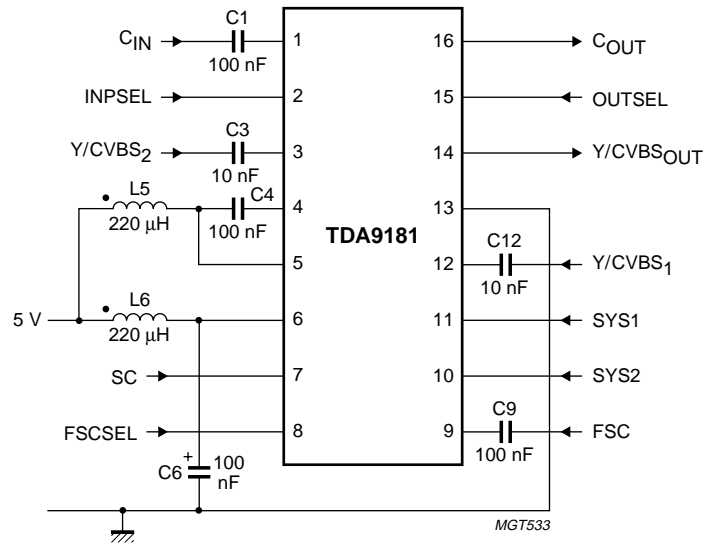 C1
CIN
1
16
COUT
100 nF
INPSEL
2
15
OUTSEL
C3
Y/CVBS2
3
14
Y/CVBSOUT
10 nF
L5
C4
4
13
220 µH
100 nF
TDA9181
C12
5
12
Y/CVBS1
10 nF
L6
5 V
6
11
SYS1
220 µH
SC
7
10
SYS2
C9
FSCSEL
8
9
FSC
100 nF
+
C6
100
nF
MGT533